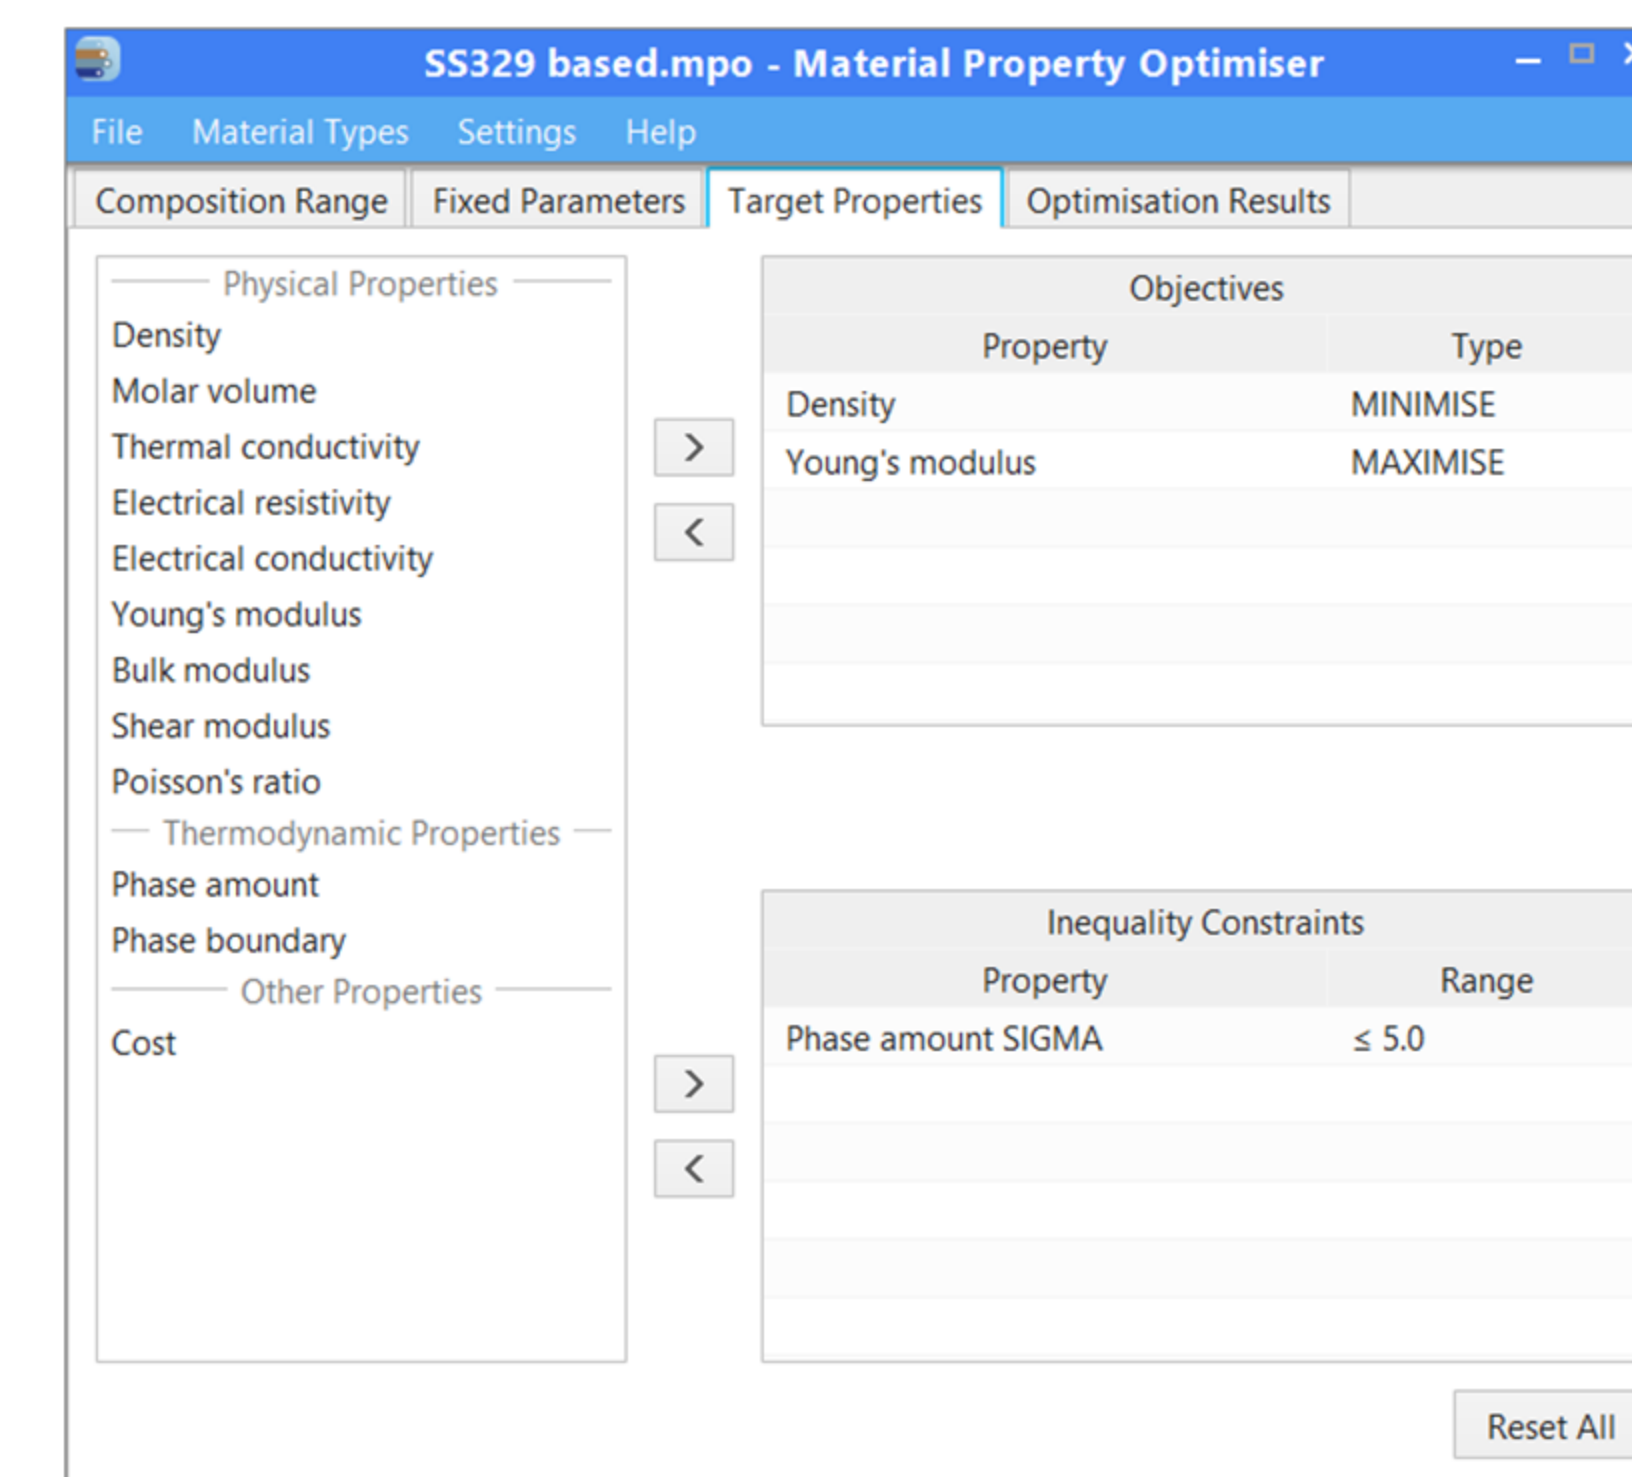 SS329 based.mpo - Material Property Optimiser
File Material Types Settings Help
Composition Range Fixed Parameters Target Properties Optimisation Results
Physical Properties
Density
Molar volume
Thermal conductivity
Electrical resistivity
Electrical conductivity
Young's modulus
Bulk modulus
Shear modulus
Poisson's ratio
Thermodynamic Properties
Phase amount
Phase boundary
Other Properties
Cost
>
<
>
<
Objectives
Property Type
Density MINIMISE
Young's modulus MAXIMISE
Inequality Constraints
Property Range
Phase amount SIGMA ≤ 5.0
Reset All